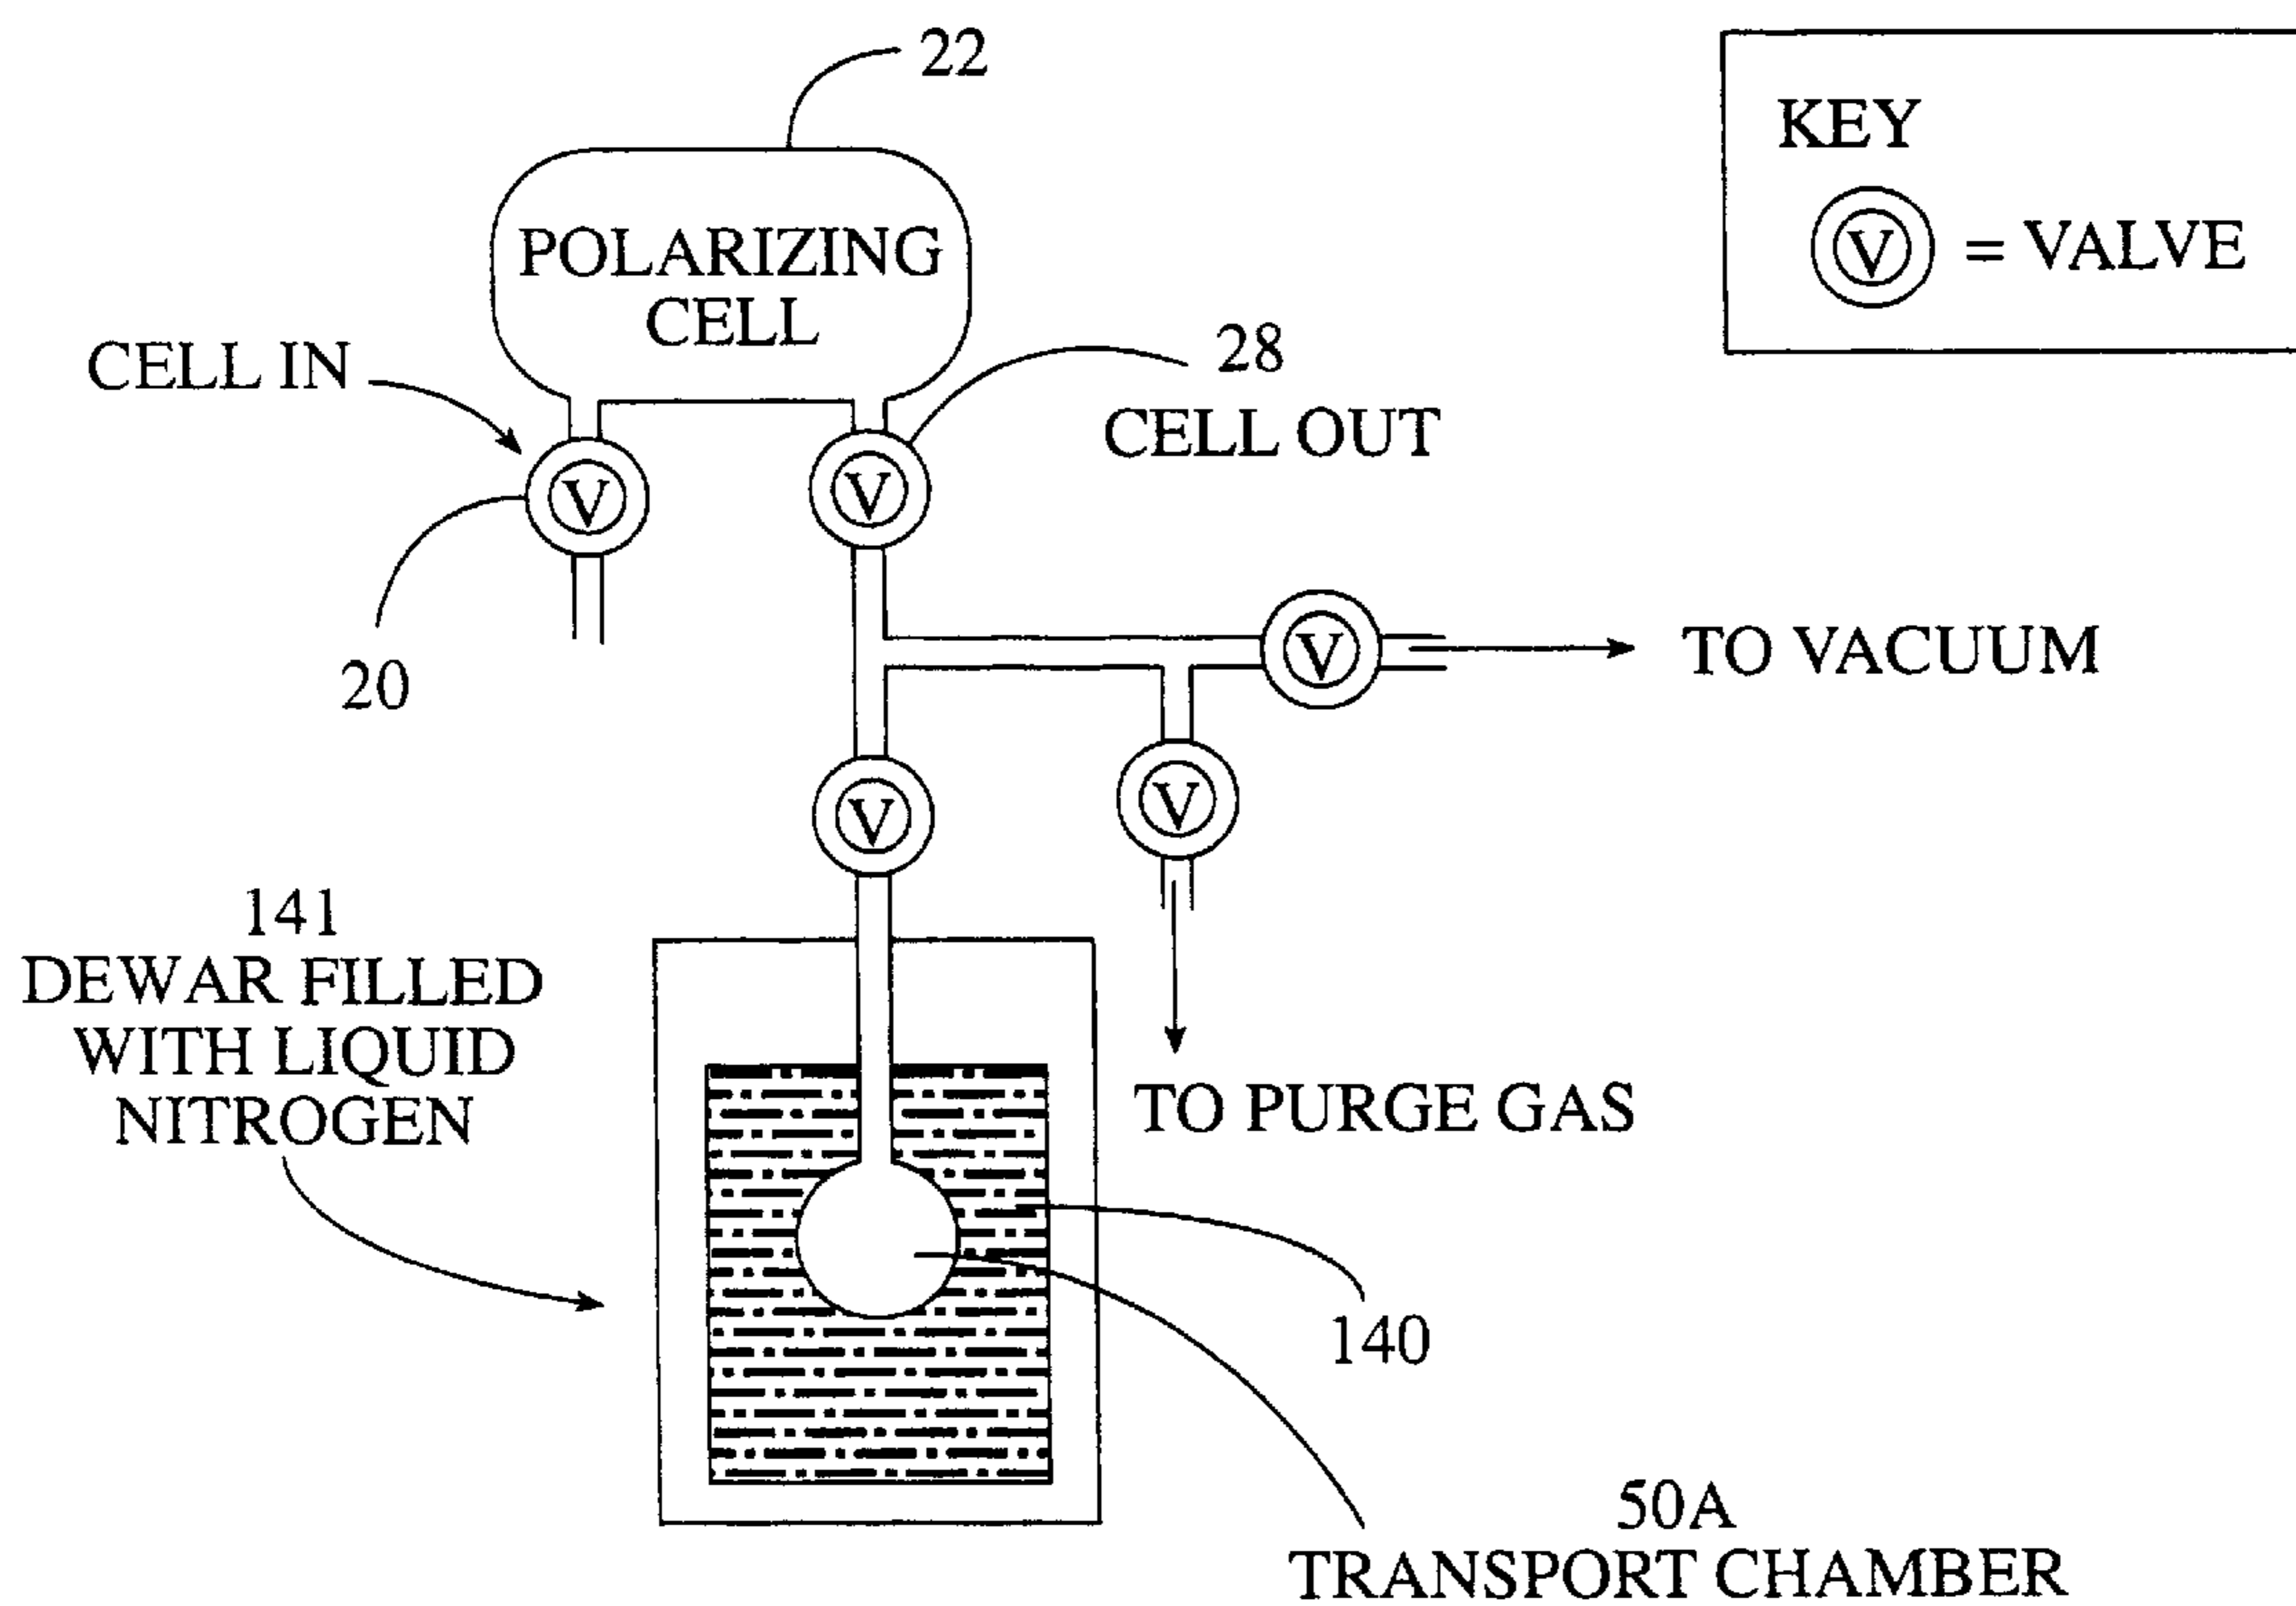 22
KEY
V = VALVE
POLARIZING
CELL
CELL IN
28
CELL OUT
V
V
20
V
TO VACUUM
V
V
141
DEWAR FILLED
WITH LIQUID
NITROGEN
TO PURGE GAS
140
50A
TRANSPORT CHAMBER